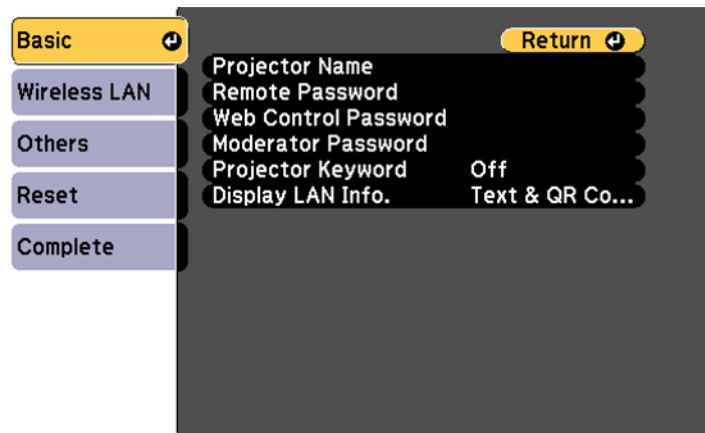 Basic
Wireless LAN
Others
Reset
Complete
Return
Projector Name
Remote Password
Web Control Password
Moderator Password
Projector Keyword Off
Display LAN Info. Text & QR Co...